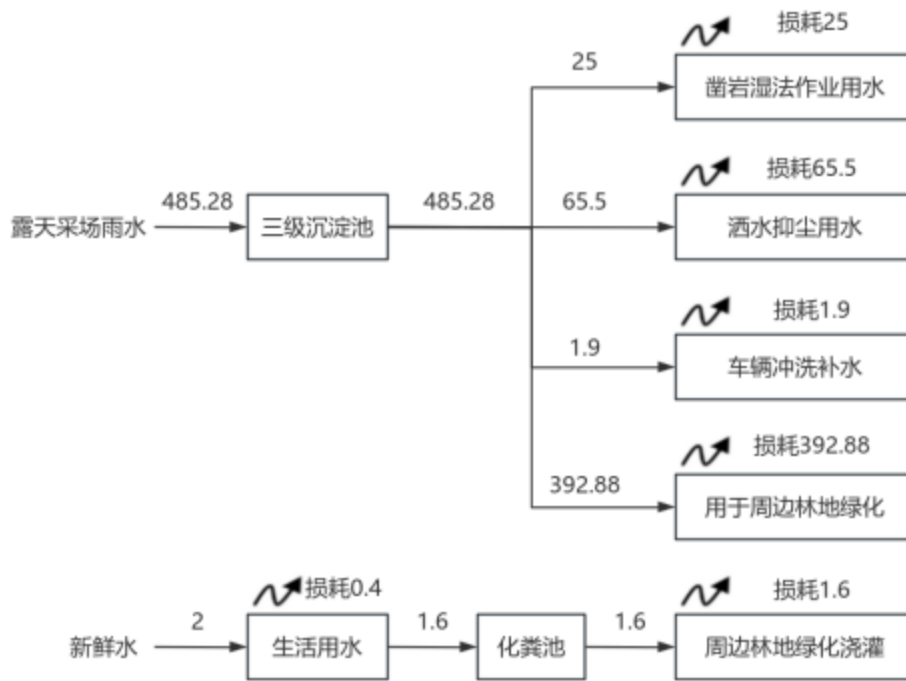 损耗25
25
凿岩湿法作业用水
损耗65.5
485.28
485.28
65.5
露天采场雨水
三级沉淀池
洒水抑尘用水
损耗1.9
1.9
车辆冲洗补水
损耗392.88
392.88
用于周边林地绿化
损耗0.4
损耗1.6
2
1.6
1.6
新鲜水
生活用水
化粪池
周边林地绿化浇灌